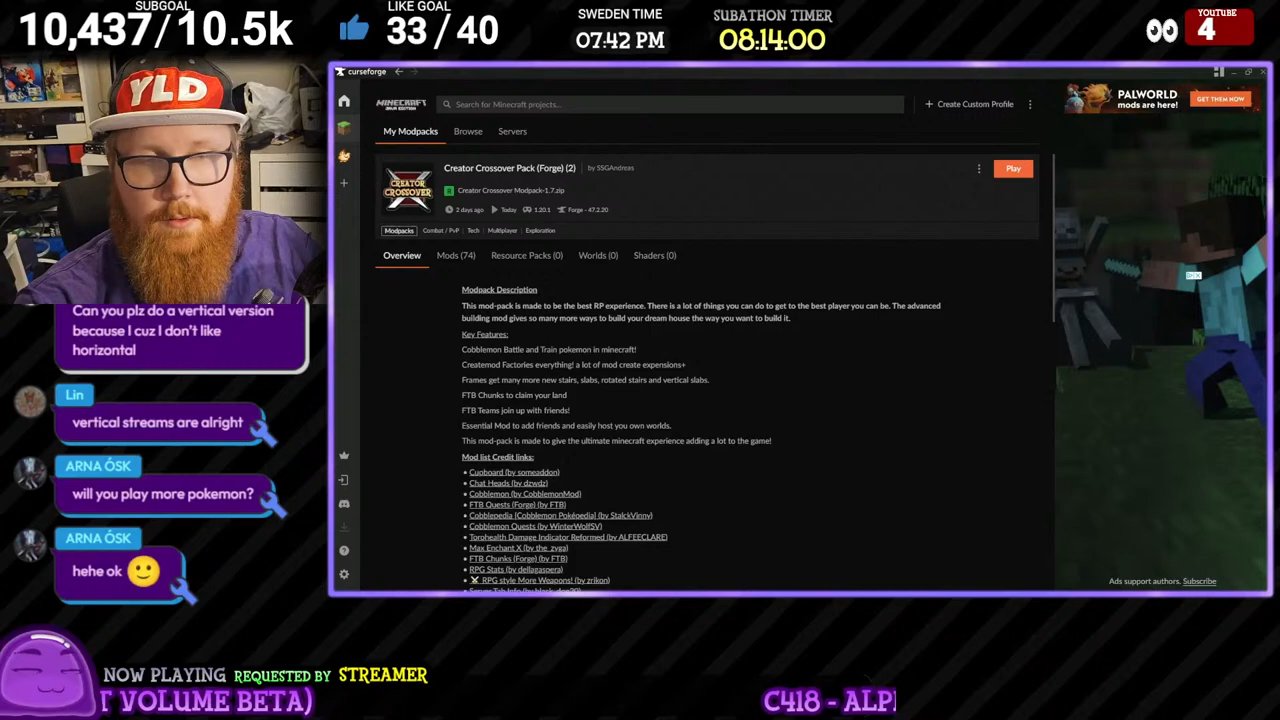 SUBGOAL
10,437/10.5k
LIKE GOAL
33 / 40
SWEDEN TIME
07:42 PM
SUBATHON TIMER
08:14:00
YOUTUBE
4
YLD
Can you plz do a vertical version
because I cuz I don't like
horizontal
Lin
vertical streams are alright
ARNA ÓSK
will you play more pokemon?
ARNA ÓSK
hehe ok 🙂
curseforge
MINECRAFT
JAVA EDITION
Search for Minecraft projects...
Create Custom Profile
PALWORLD
mods are here!
GET THEM NOW
My Modpacks
Browse
Servers
CREATOR
CROSSOVER
Creator Crossover Pack (Forge) (2)
by SSGAndreas
Play
R
Creator Crossover Modpack-1.7.zip
2 days ago
Today
1.20.1
Forge - 47.2.20
Modpacks
Combat / PvP
Tech
Multiplayer
Exploration
Overview
Mods (74)
Resource Packs (0)
Worlds (0)
Shaders (0)
Modpack Description
This mod-pack is made to be the best RP experience. There is a lot of things you can do to get to the best player you can be. The advanced
building mod gives so many more ways to build your dream house the way you want to build it.
Key Features:
Cobblemon Battle and Train pokemon in minecraft!
Createmod Factories everything! a lot of mod create expensions+
Frames get many more new stairs, slabs, rotated stairs and vertical slabs.
FTB Chunks to claim your land
FTB Teams join up with friends!
Essential Mod to add friends and easily host you own worlds.
This mod-pack is made to give the ultimate minecraft experience adding a lot to the game!
Mod list Credit links:
• Cupboard (by someaddon)
• Chat Heads (by dzwdz)
• Cobblemon (by CobblemonMod)
• FTB Quests (Forge) (by FTB)
• Cobblepedia [Cobblemon Poképedia] (by StalckVinny)
• Cobblemon Quests (by WinterWolfSV)
• Torohealth Damage Indicator Reformed (by ALFEECLARE)
• Max Enchant X (by the_zyga)
• FTB Chunks (Forge) (by FTB)
• RPG Stats (by dellagaspera)
• ⚔ RPG style More Weapons! (by zrikon)
Ads support authors. Subscribe
NOW PLAYING REQUESTED BY STREAMER
T VOLUME BETA)
C418 - ALP